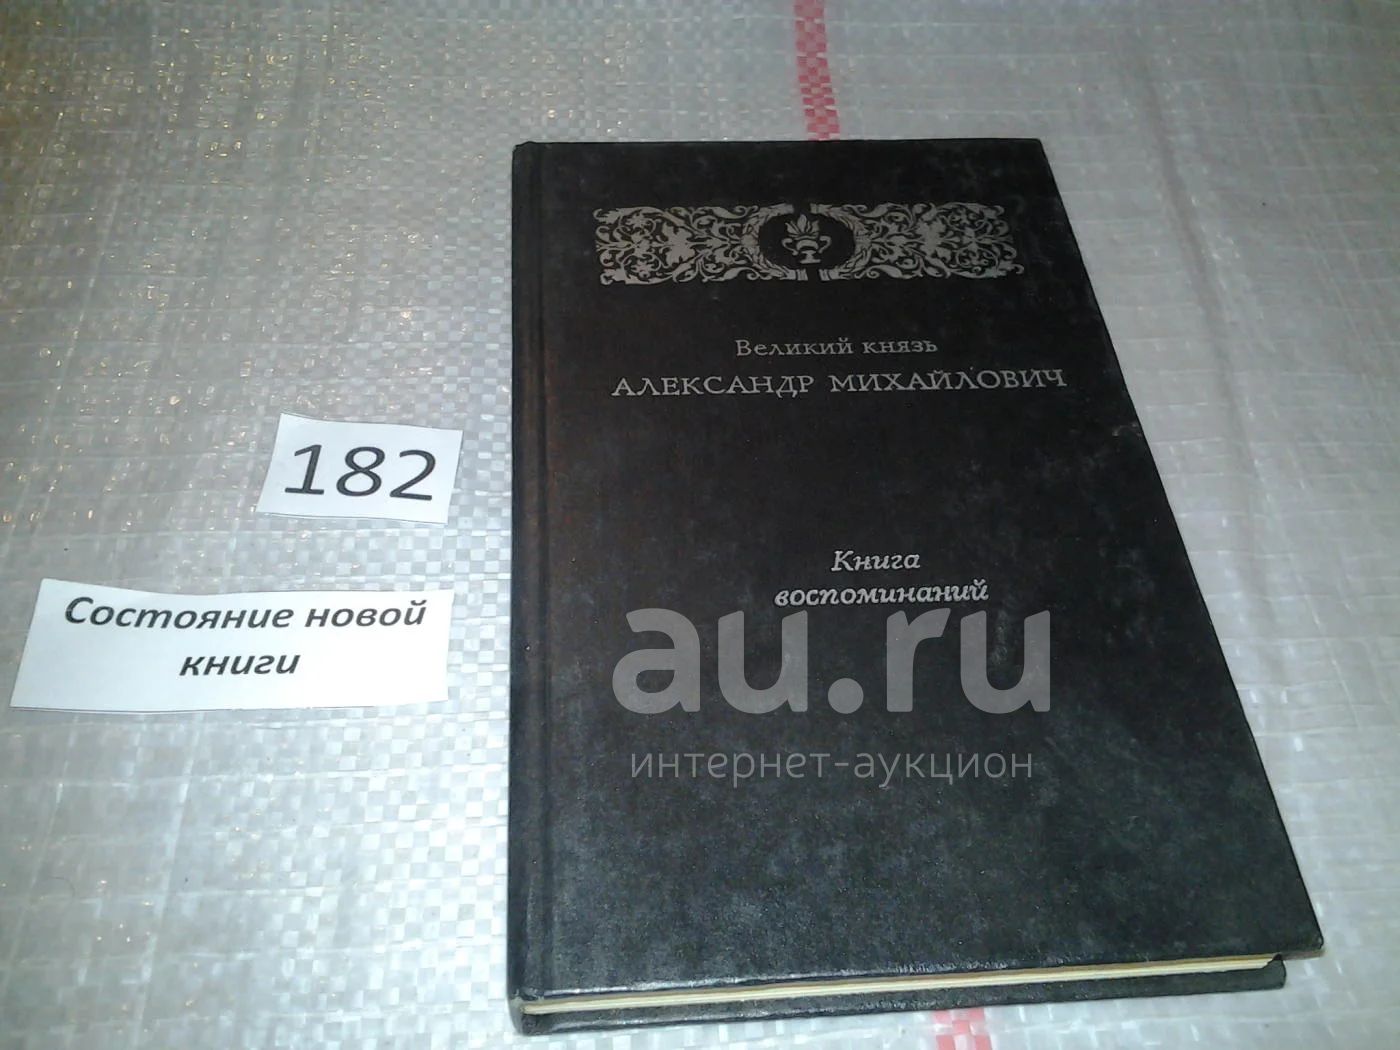 Великий князь
АЛЕКСАНДР МИХАЙЛОВИЧ
182
Книга
воспоминаний
Состояние новой
книги
au.ru
интернет-аукцион